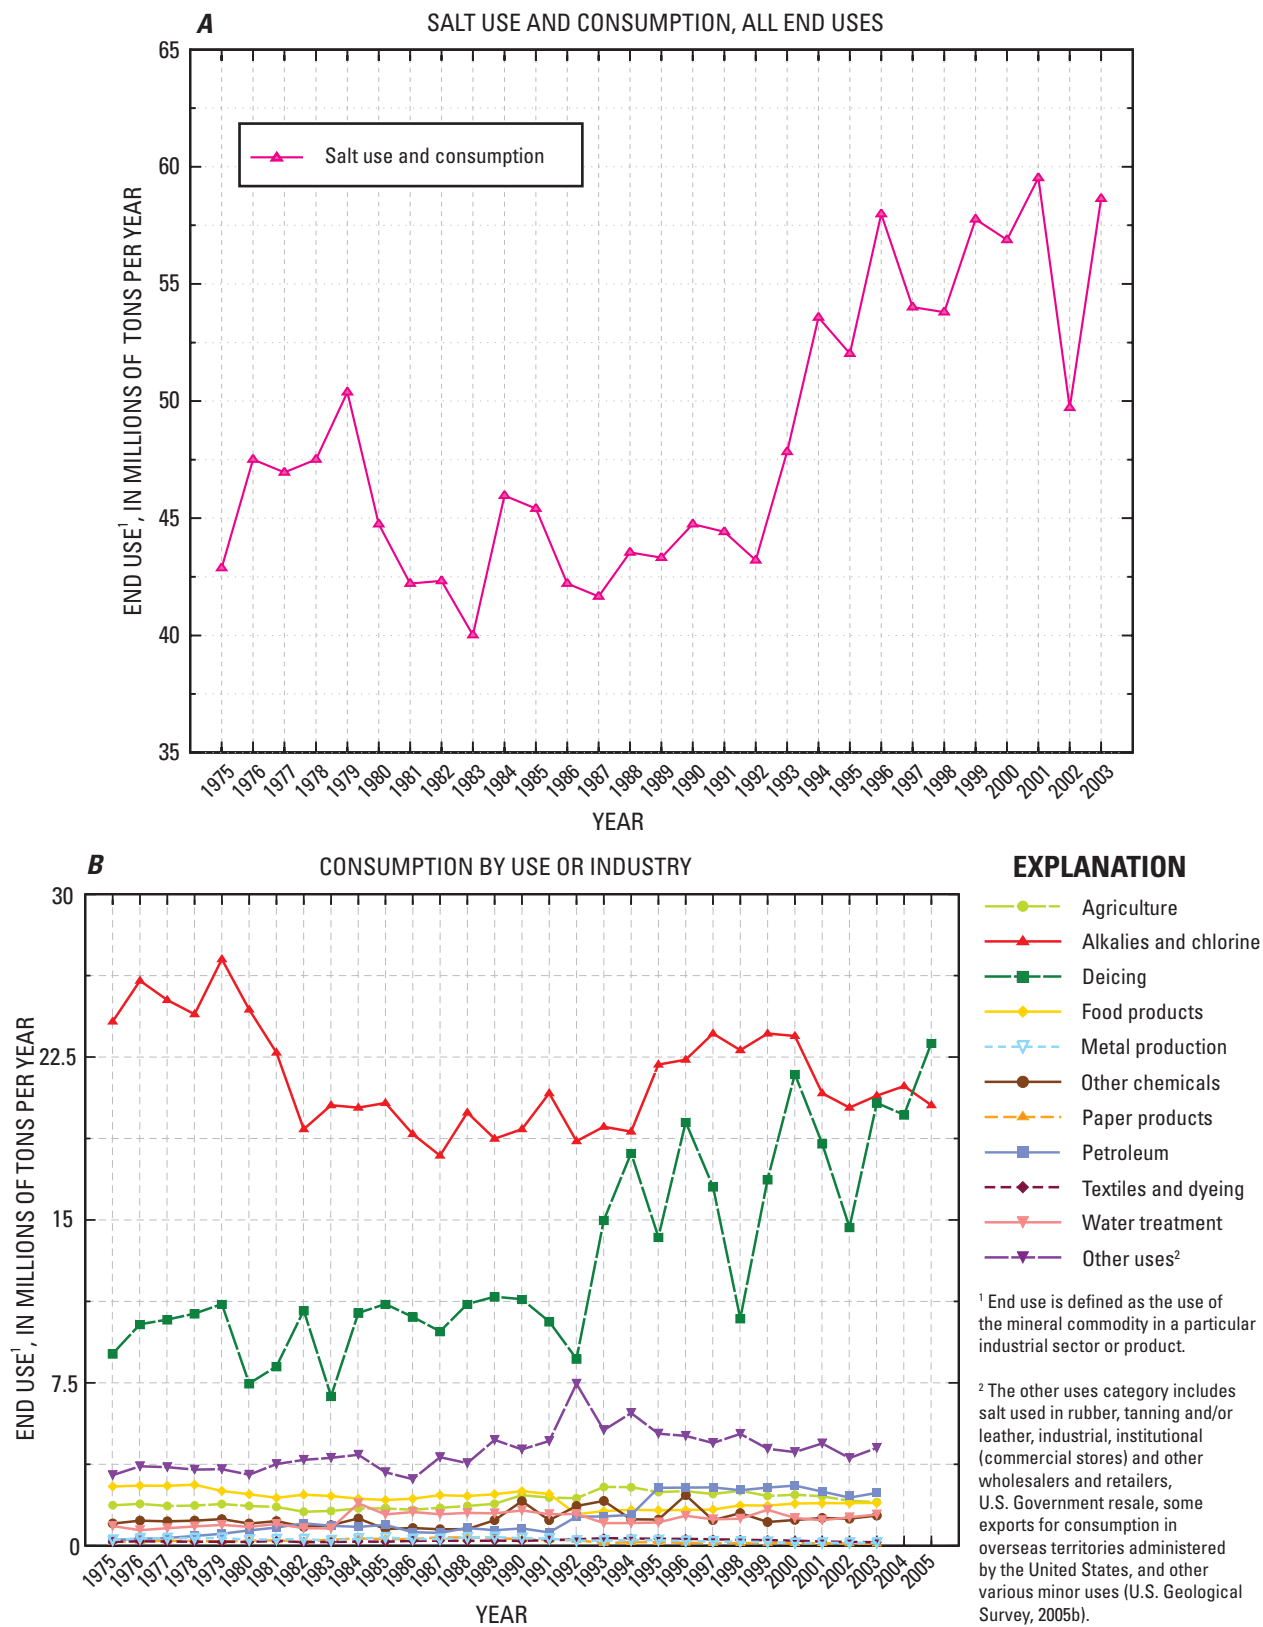 A
SALT USE AND CONSUMPTION, ALL END USES
END USE¹, IN MILLIONS OF TONS PER YEAR
65
60
55
50
45
40
35
Salt use and consumption
1975 1976 1977 1978 1979 1980 1981 1982 1983 1984 1985 1986 1987 1988 1989 1990 1991 1992 1993 1994 1995 1996 1997 1998 1999 2000 2001 2002 2003
YEAR
B
CONSUMPTION BY USE OR INDUSTRY
END USE¹, IN MILLIONS OF TONS PER YEAR
30
22.5
15
7.5
0
1975 1976 1977 1978 1979 1980 1981 1982 1983 1984 1985 1986 1987 1988 1989 1990 1991 1992 1993 1994 1995 1996 1997 1998 1999 2000 2001 2002 2003 2004 2005
YEAR
EXPLANATION
Agriculture
Alkalies and chlorine
Deicing
Food products
Metal production
Other chemicals
Paper products
Petroleum
Textiles and dyeing
Water treatment
Other uses²
¹ End use is defined as the use of
the mineral commodity in a particular
industrial sector or product.
² The other uses category includes
salt used in rubber, tanning and/or
leather, industrial, institutional
(commercial stores) and other
wholesalers and retailers,
U.S. Government resale, some
exports for consumption in
overseas territories administered
by the United States, and other
various minor uses (U.S. Geological
Survey, 2005b).